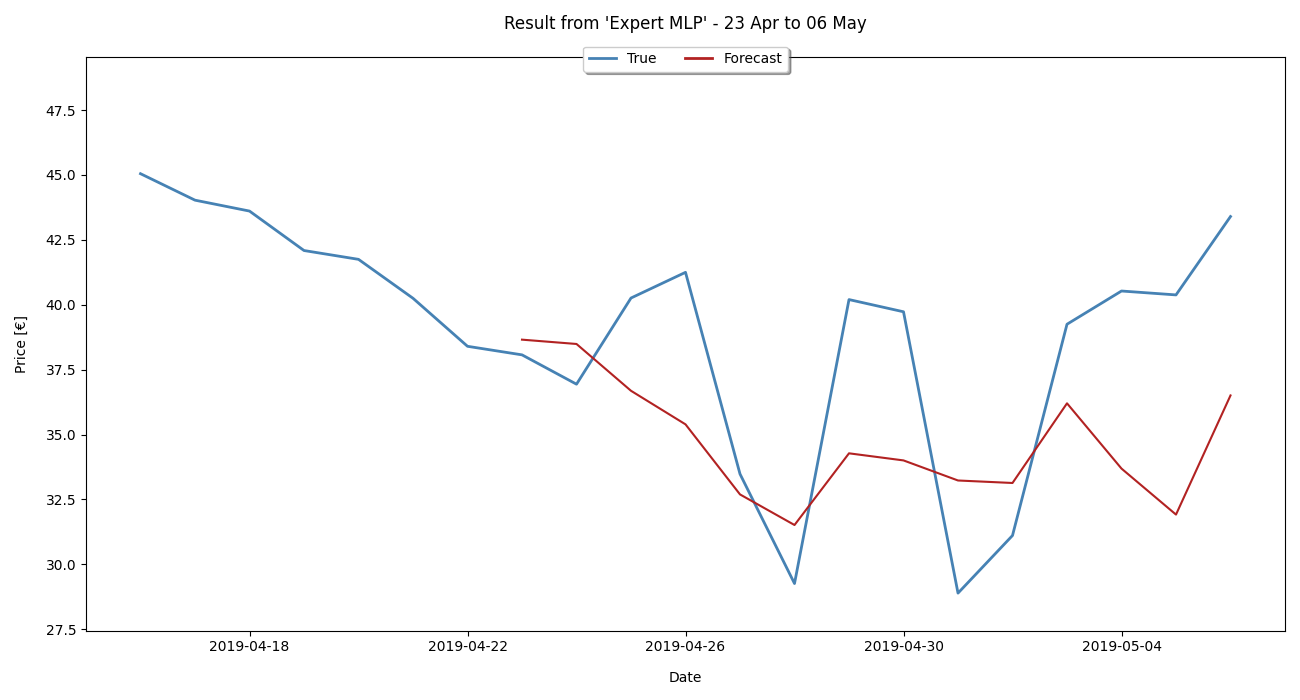 Result from 'Expert MLP' - 23 Apr to 06 May
True Forecast
47.5
45.0
42.5
40.0
37.5
35.0
32.5
30.0
27.5
Price [€]
2019-04-18 2019-04-22 2019-04-26 2019-04-30 2019-05-04
Date